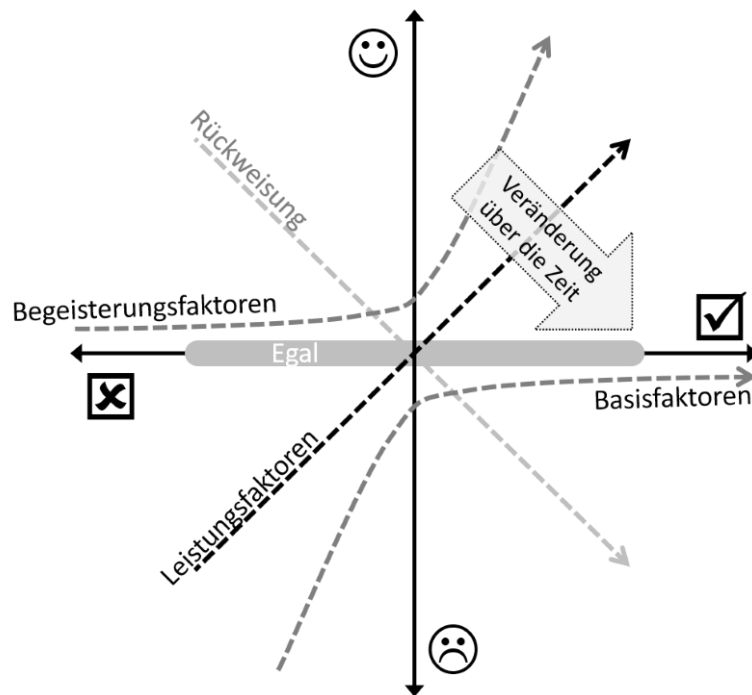 Rückweisung
Veränderung
über die Zeit
Begeisterungsfaktoren
Egal
Basisfaktoren
Leistungsfaktoren